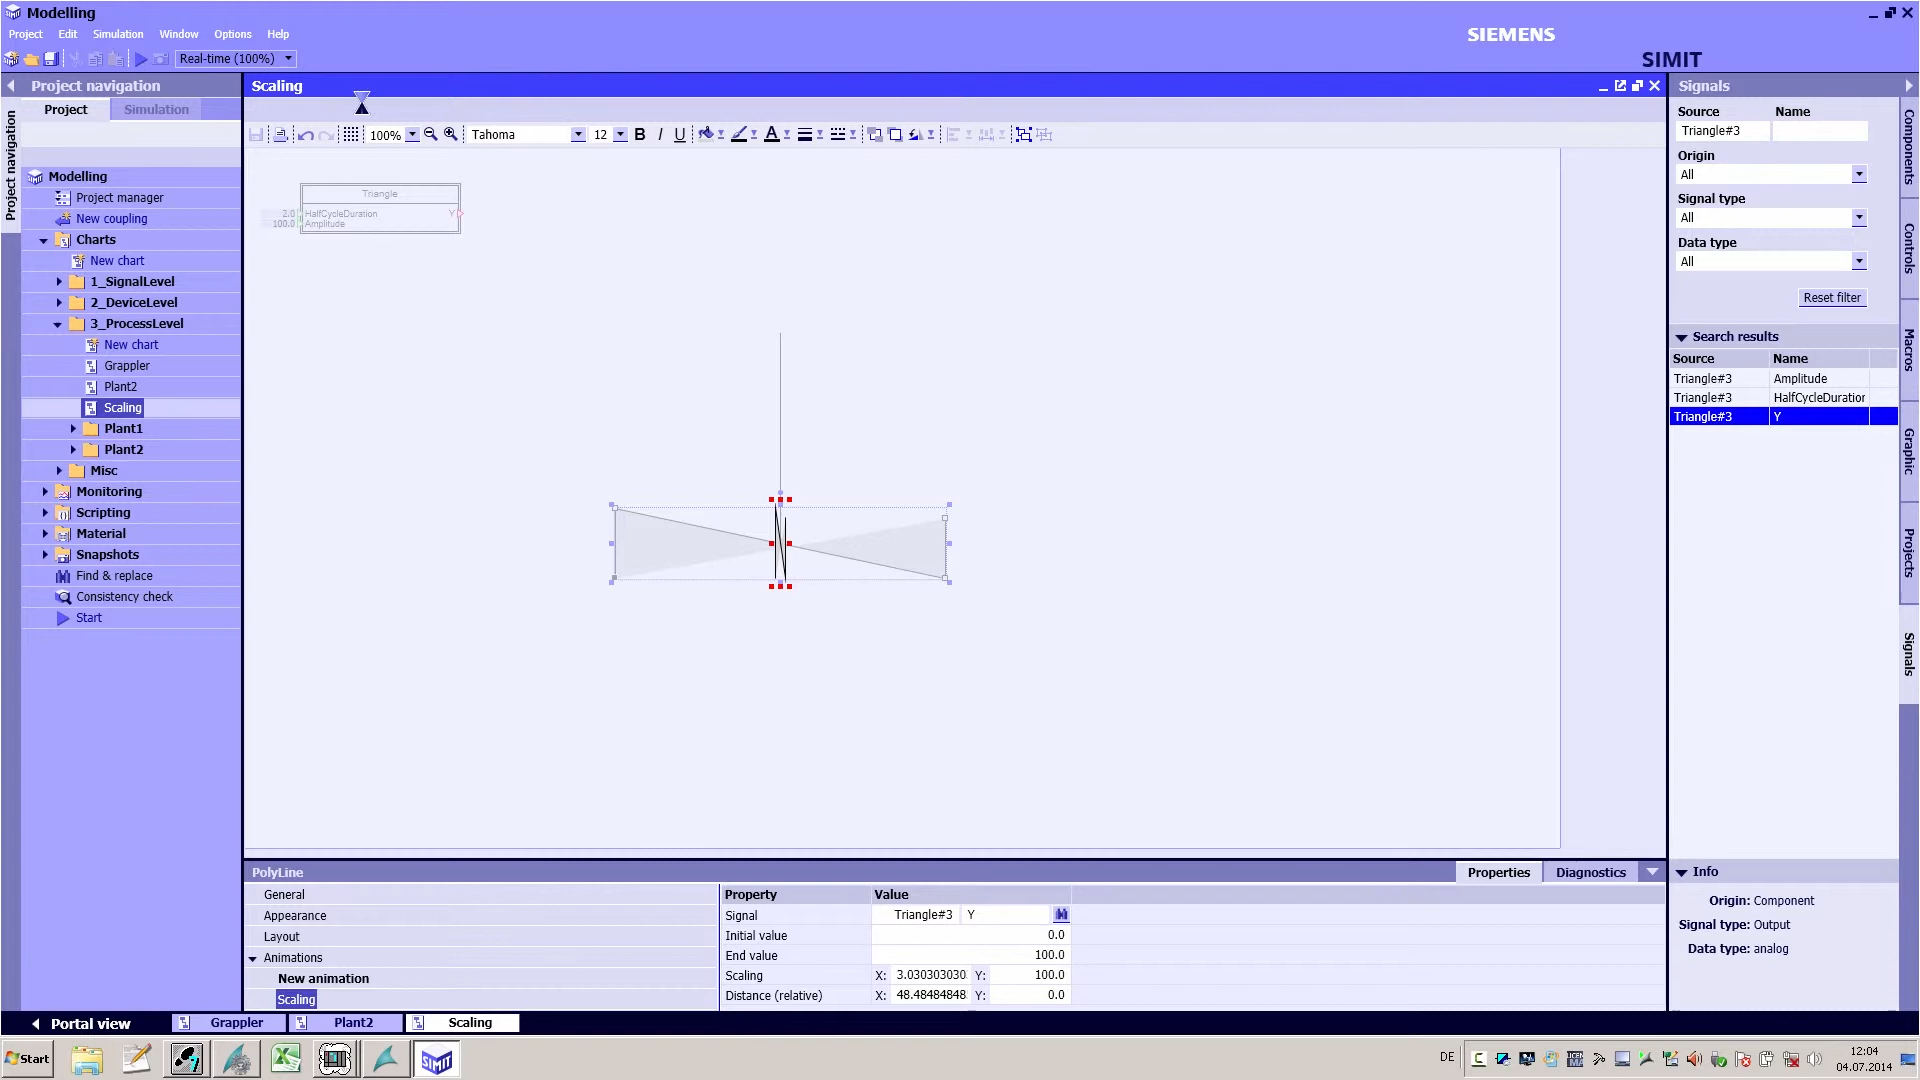 Modelling
Project Edit Simulation Window Options Help
SIEMENS
SIMIT
Real-time (100%)
Project navigation
Scaling
Signals
Project Simulation
Project navigation
100% Tahoma 12 B I U
Modelling
Project manager
New coupling
Charts
New chart
1_SignalLevel
2_DeviceLevel
3_ProcessLevel
New chart
Grappler
Plant2
Scaling
Plant1
Plant2
Misc
Monitoring
Scripting
Material
Snapshots
Find & replace
Consistency check
Start
Triangle
2.0 HalfCycleDuration Y
100.0 Amplitude
Source Name
Triangle#3
Origin
All
Signal type
All
Data type
All
Reset filter
Search results
Source Name
Triangle#3 Amplitude
Triangle#3 HalfCycleDuration
Triangle#3 Y
Info
Origin: Component
Signal type: Output
Data type: analog
Components
Controls
Macros
Graphic
Projects
Signals
PolyLine
Properties Diagnostics
General
Appearance
Layout
Animations
New animation
Scaling
Property Value
Signal Triangle#3 Y
Initial value 0.0
End value 100.0
Scaling X: 3.030303030 Y: 100.0
Distance (relative) X: 48.48484848 Y: 0.0
Portal view Grappler Plant2 Scaling
Start
SIMIT
DE
12:04
04.07.2014